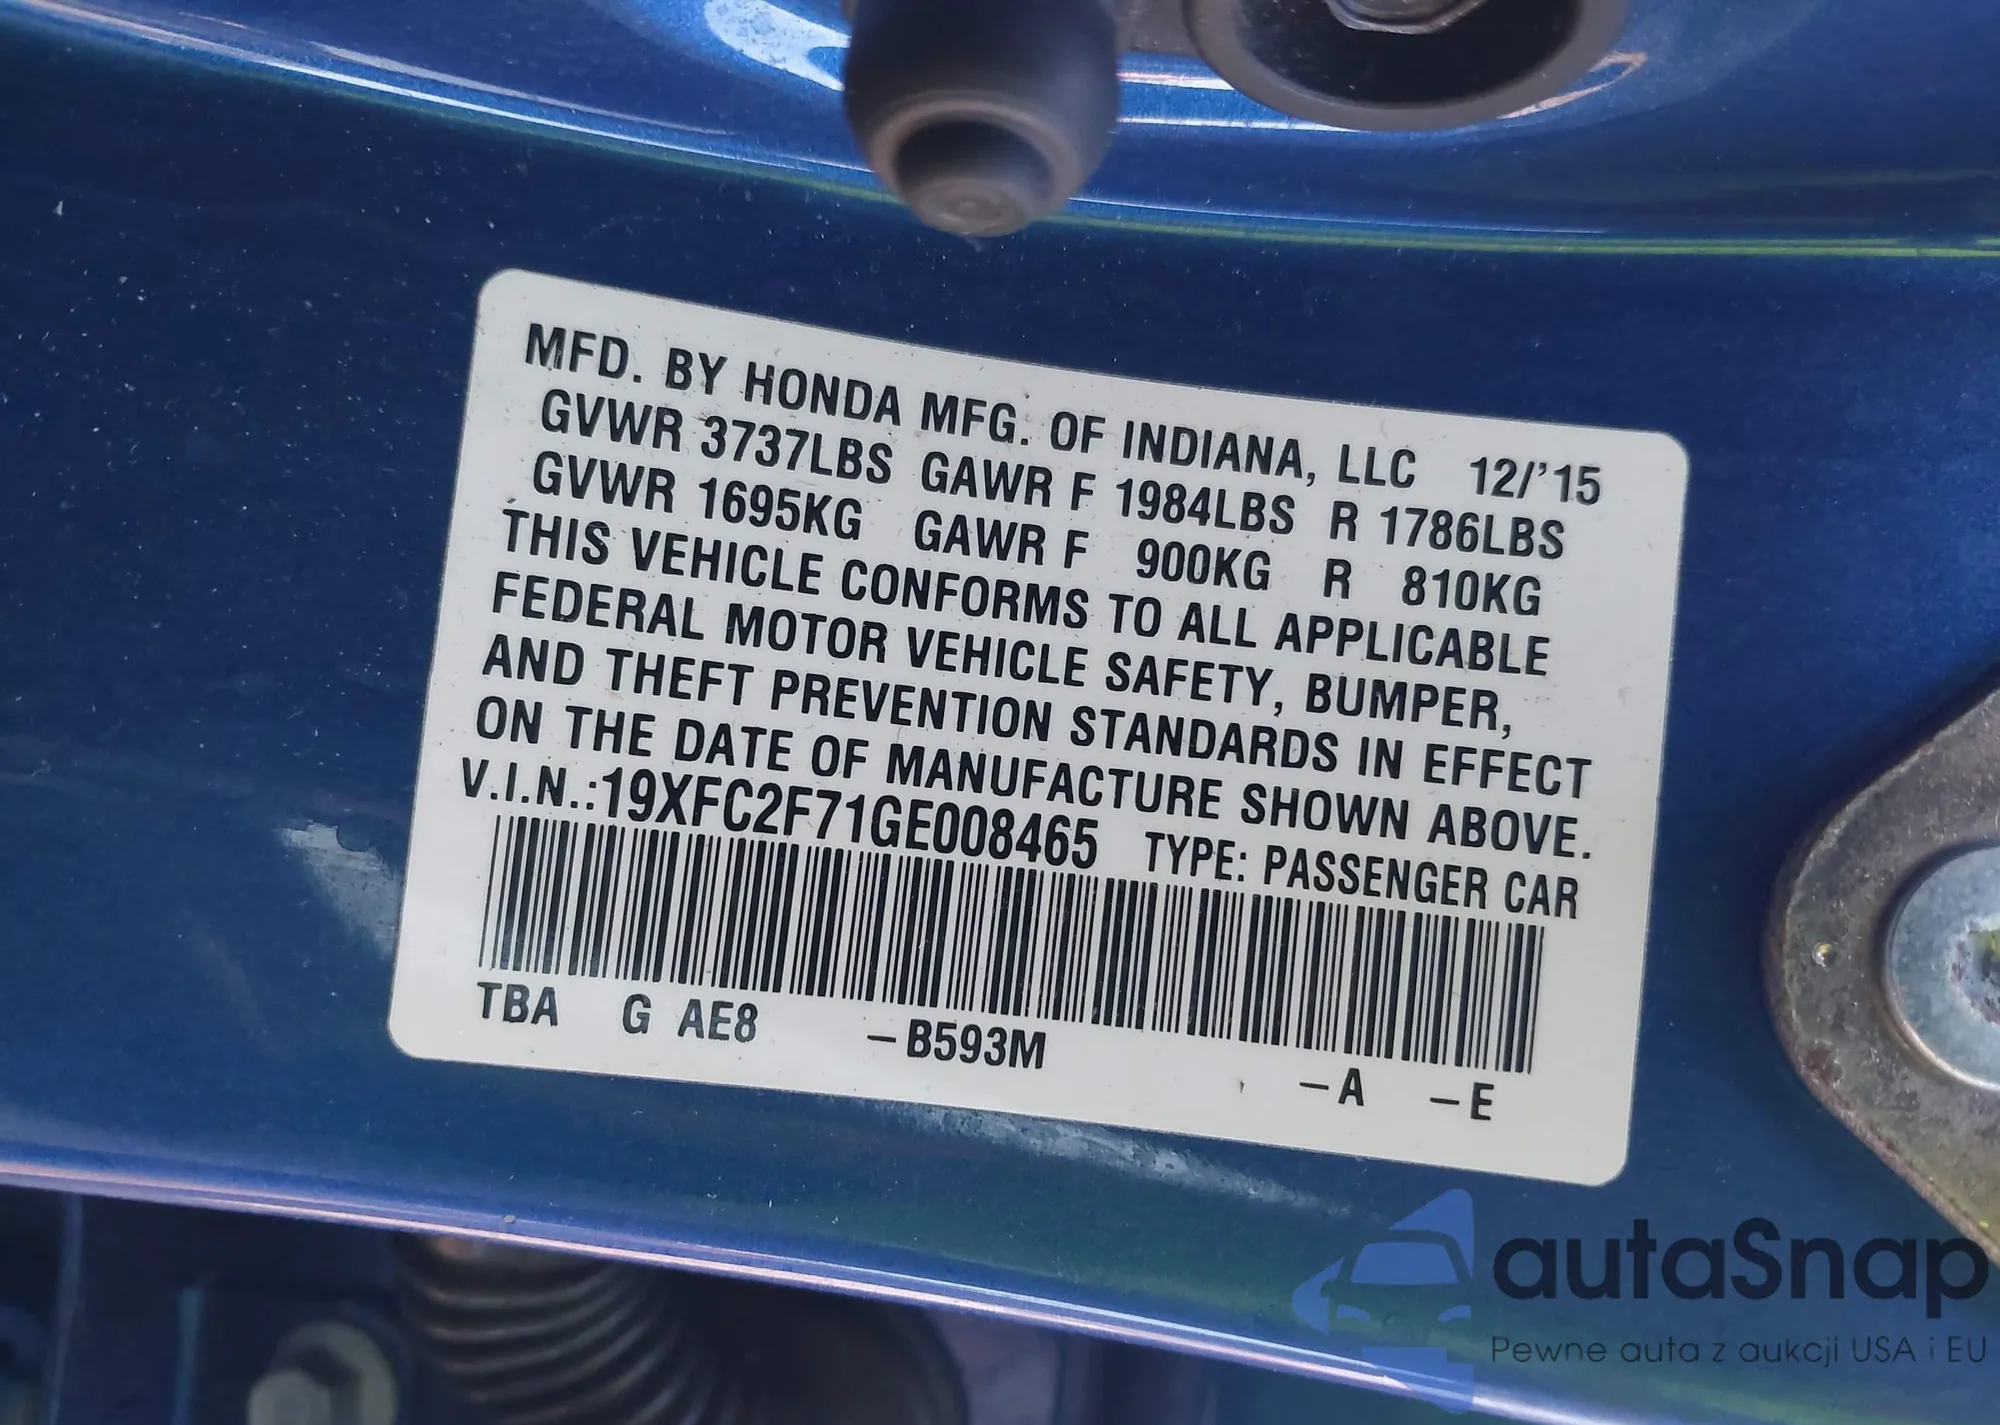 MFD. BY HONDA MFG. OF INDIANA, LLC 12/'15
GVWR 3737LBS GAWR F 1984LBS R 1786LBS
GVWR 1695KG GAWR F 900KG R 810KG
THIS VEHICLE CONFORMS TO ALL APPLICABLE
FEDERAL MOTOR VEHICLE SAFETY, BUMPER,
AND THEFT PREVENTION STANDARDS IN EFFECT
ON THE DATE OF MANUFACTURE SHOWN ABOVE.
V.I.N.:19XFC2F71GE008465 TYPE: PASSENGER CAR
TBA G AE8 -B593M -A -E
autaSnap
Pewne auta z aukcji USA i EU